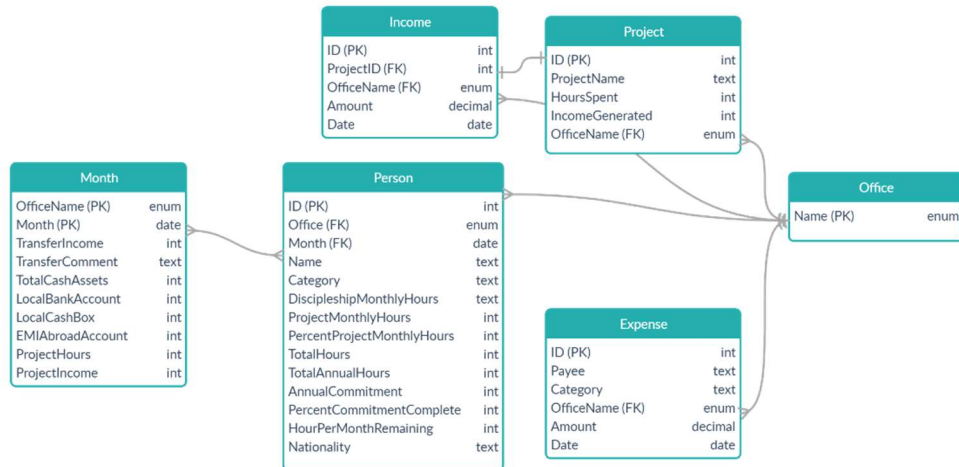 Income
ID (PK) int
ProjectID (FK) int
OfficeName (FK) enum
Amount decimal
Date date
Project
ID (PK) int
ProjectName text
HoursSpent int
IncomeGenerated int
OfficeName (FK) enum
Month
OfficeName (PK) enum
Month (PK) date
TransferIncome int
TransferComment text
TotalCashAssets int
LocalBankAccount int
LocalCashBox int
EMIAbroadAccount int
ProjectHours int
ProjectIncome int
Person
ID (PK) int
Office (FK) enum
Month (FK) date
Name text
Category text
DiscipleshipMonthlyHours text
ProjectMonthlyHours int
PercentProjectMonthlyHours int
TotalHours int
TotalAnnualHours int
AnnualCommitment int
PercentCommitmentComplete int
HourPerMonthRemaining int
Nationality text
Office
Name (PK) enum
Expense
ID (PK) int
Payee text
Category text
OfficeName (FK) enum
Amount decimal
Date date